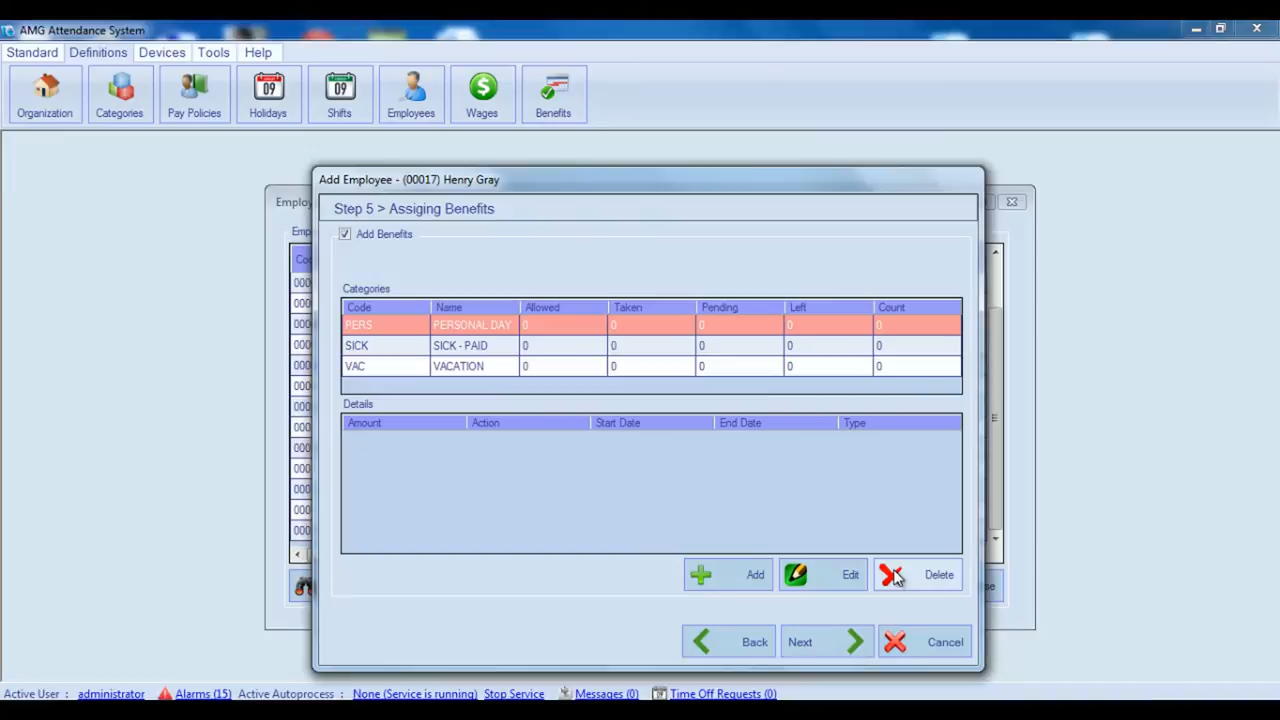 AMG Attendance System
Standard Definitions Devices Tools Help
Organization Categories Pay Policies Holidays Shifts Employees Wages Benefits
Add Employee - (00017) Henry Gray
Step 5 > Assiging Benefits
Add Benefits
Categories
Code Name Allowed Taken Pending Left Count
PERS PERSONAL DAY 0 0 0 0 0
SICK SICK - PAID 0 0 0 0 0
VAC VACATION 0 0 0 0 0
Details
Amount Action Start Date End Date Type
Add Edit Delete
Back Next Cancel
Active User : administrator Alarms (15) Active Autoprocess : None (Service is running) Stop Service Messages (0) Time Off Requests (0)